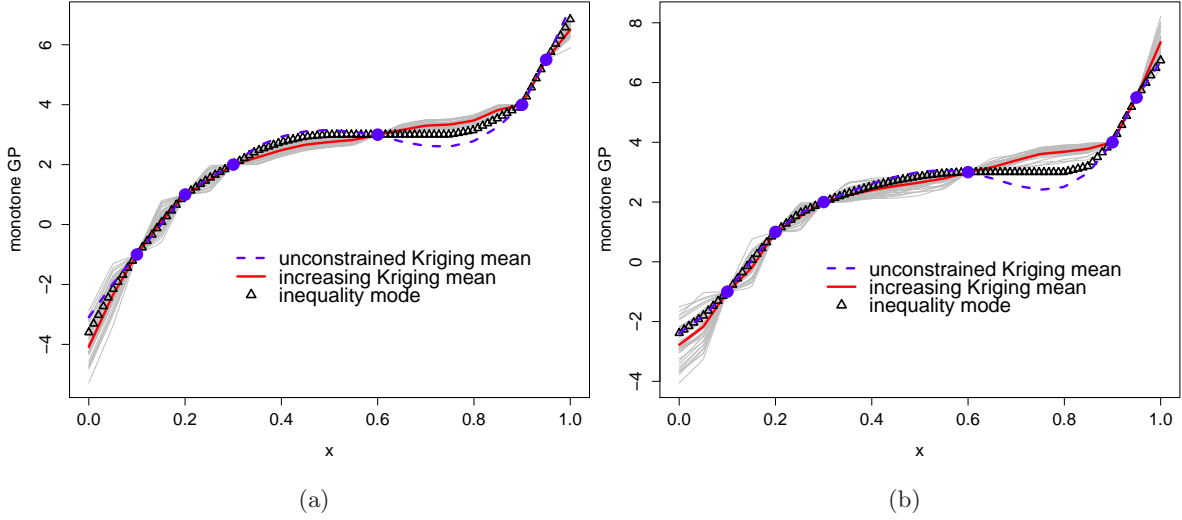 6
4
2
0
−2
−4
monotone GP
unconstrained Kriging mean
increasing Kriging mean
inequality mode
0.0 0.2 0.4 0.6 0.8 1.0
x
(a)
8
6
4
2
0
−2
−4
monotone GP
unconstrained Kriging mean
increasing Kriging mean
inequality mode
0.0 0.2 0.4 0.6 0.8 1.0
x
(b)